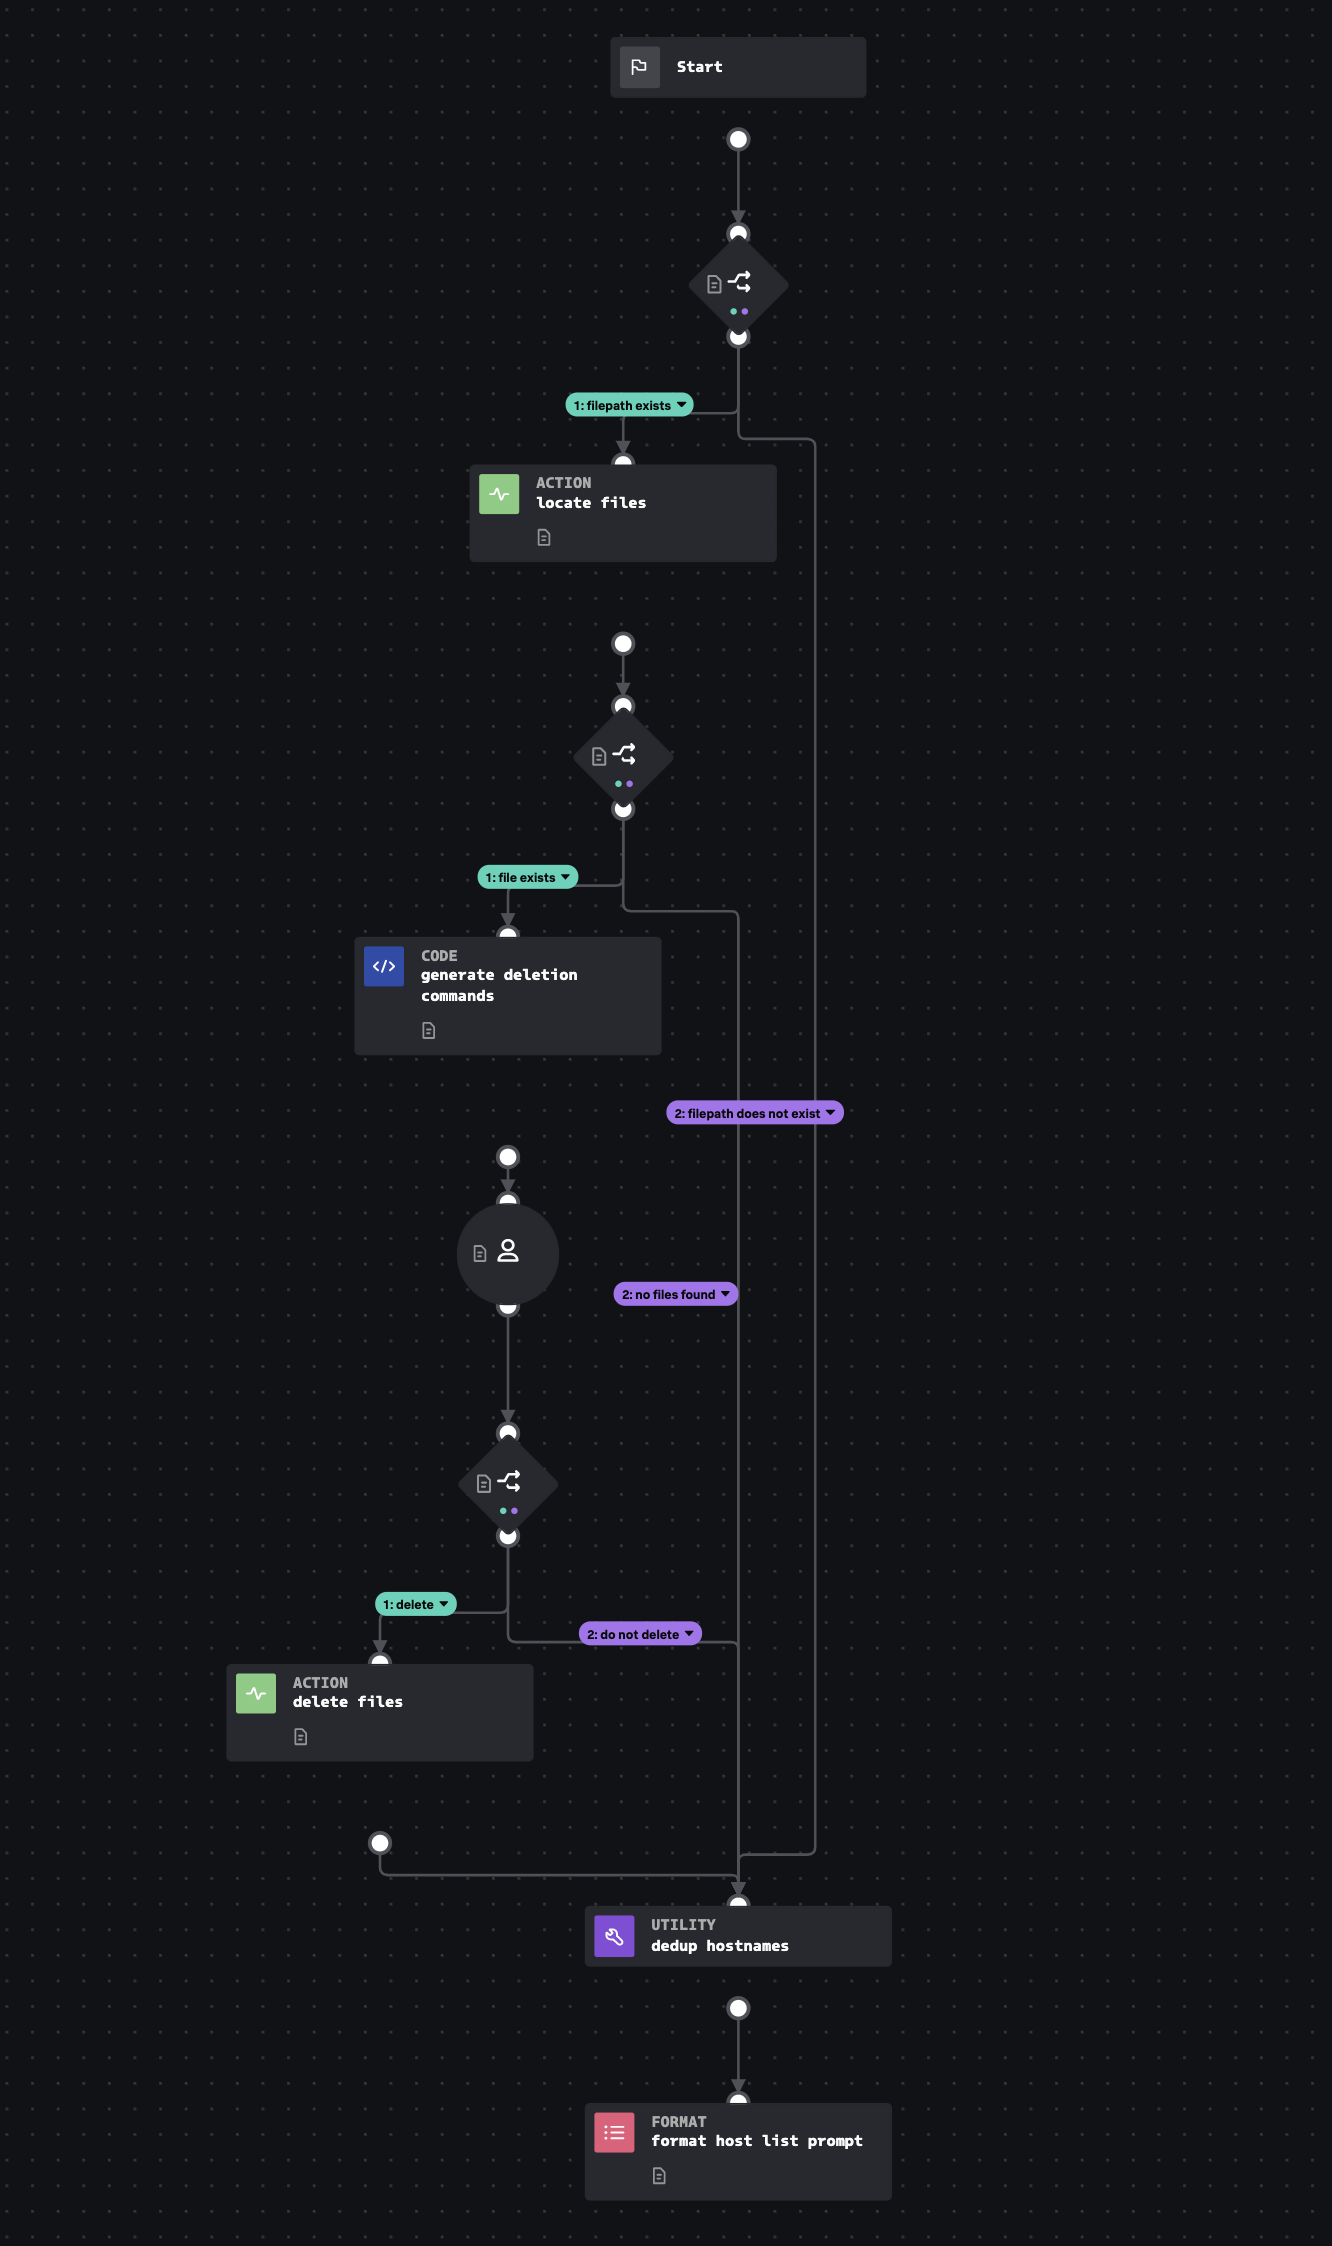 Start
1: filepath exists
ACTION
locate files
1: file exists
CODE
generate deletion
commands
2: filepath does not exist
2: no files found
1: delete
2: do not delete
ACTION
delete files
UTILITY
dedup hostnames
FORMAT
format host list prompt